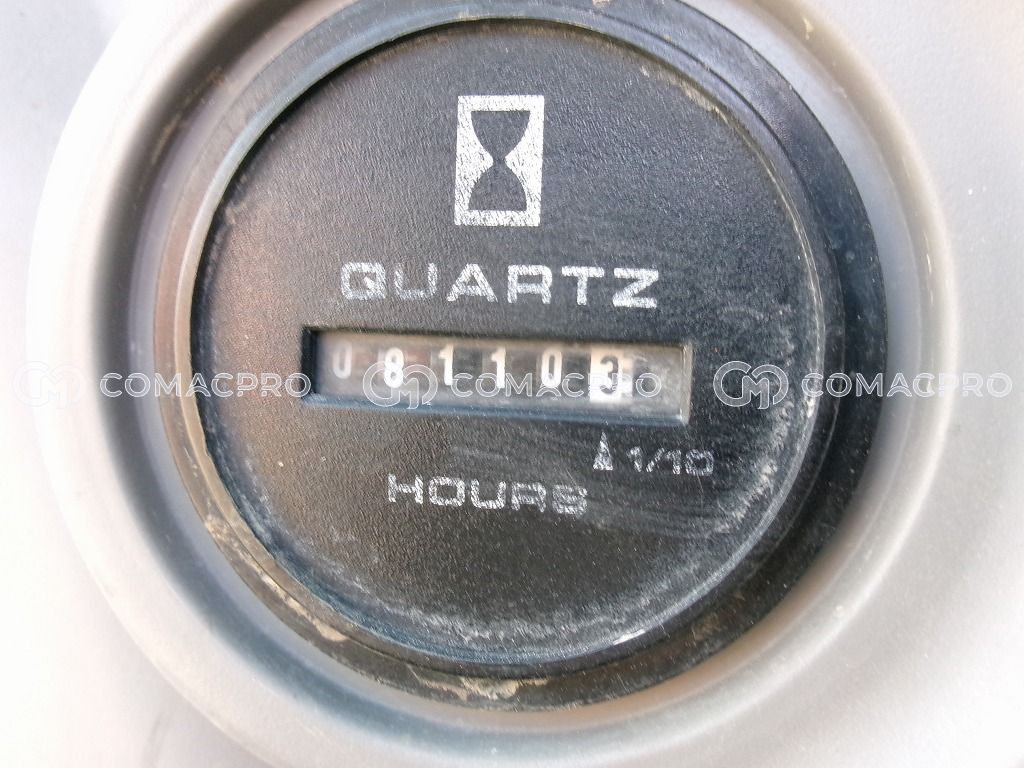 QUARTZ
081103
COMACPRO COMACPRO COMACPRO
1/10
HOURS